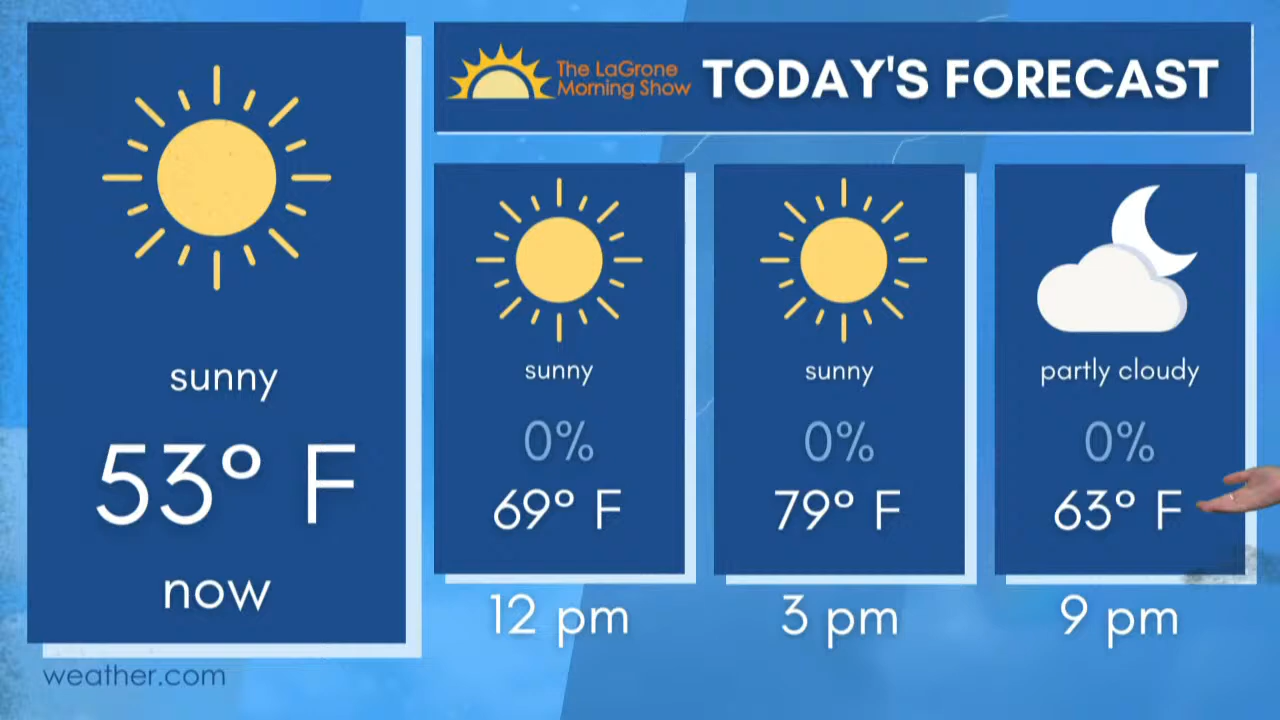 sunny
53° F
now
weather.com
The LaGrone
Morning Show
TODAY'S FORECAST
sunny
0%
69° F
12 pm
sunny
0%
79° F
3 pm
partly cloudy
0%
63° F
9 pm